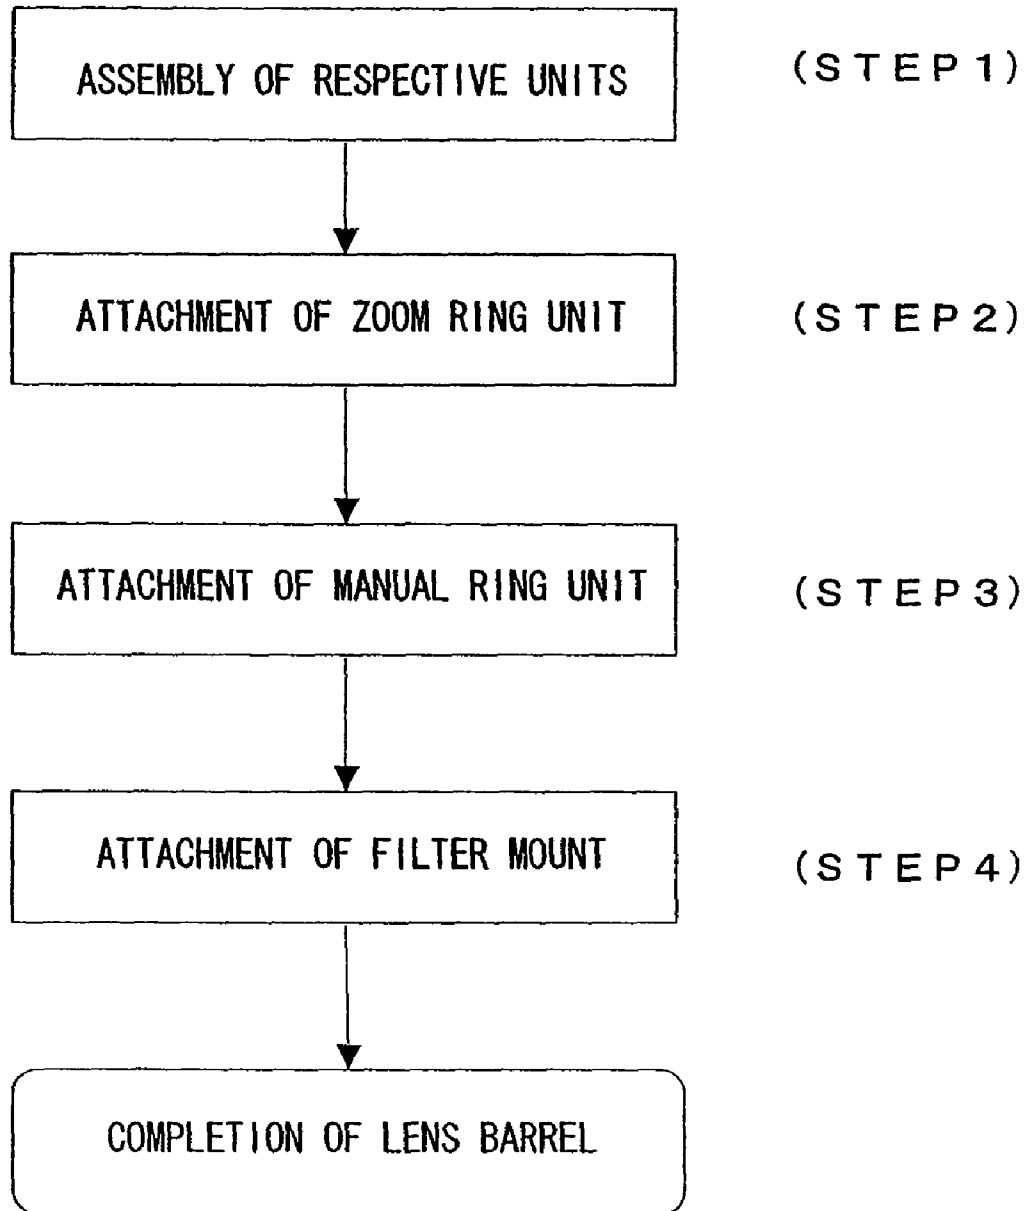 ASSEMBLY OF RESPECTIVE UNITS (STEP1)
ATTACHMENT OF ZOOM RING UNIT (STEP2)
ATTACHMENT OF MANUAL RING UNIT (STEP3)
ATTACHMENT OF FILTER MOUNT (STEP4)
COMPLETION OF LENS BARREL